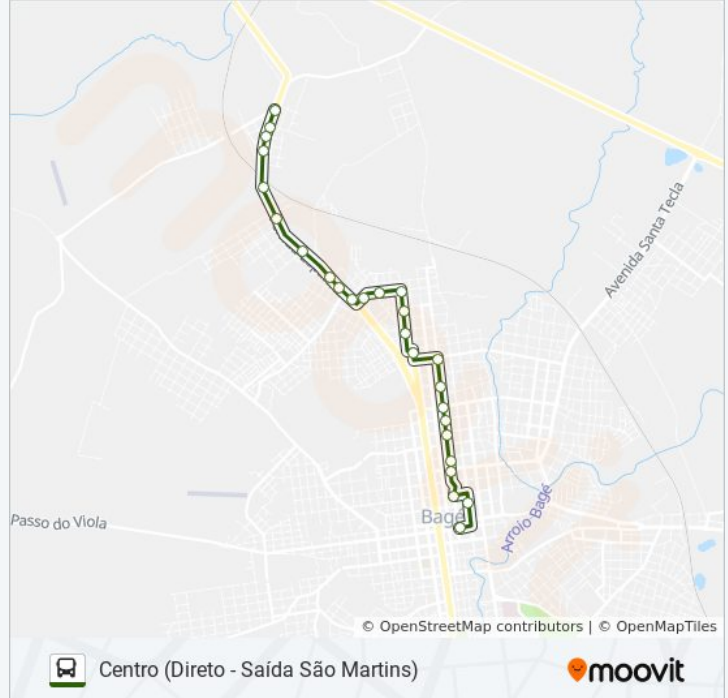 Avenida Santa Tecla
Passo do Viola
Bagé
Arroio Bagé
© OpenStreetMap contributors | © OpenMapTiles
Centro (Direto - Saída São Martins)
moovit